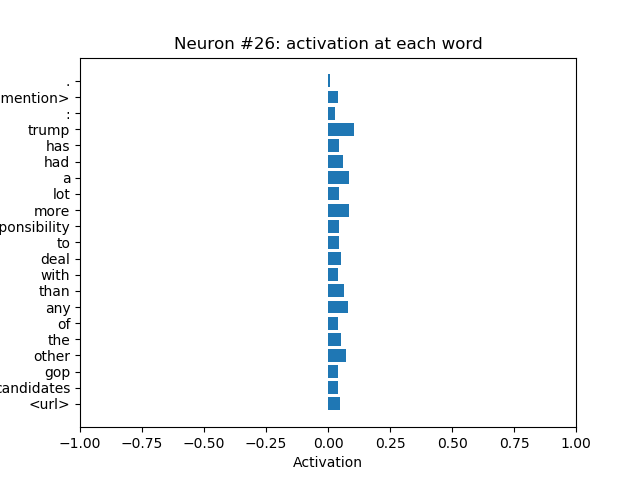 Neuron #26: activation at each word
.
mention>
:
trump
has
had
a
lot
more
ponsibility
to
deal
with
than
any
of
the
other
gop
candidates
<url>
−1.00 −0.75 −0.50 −0.25 0.00 0.25 0.50 0.75 1.00
Activation